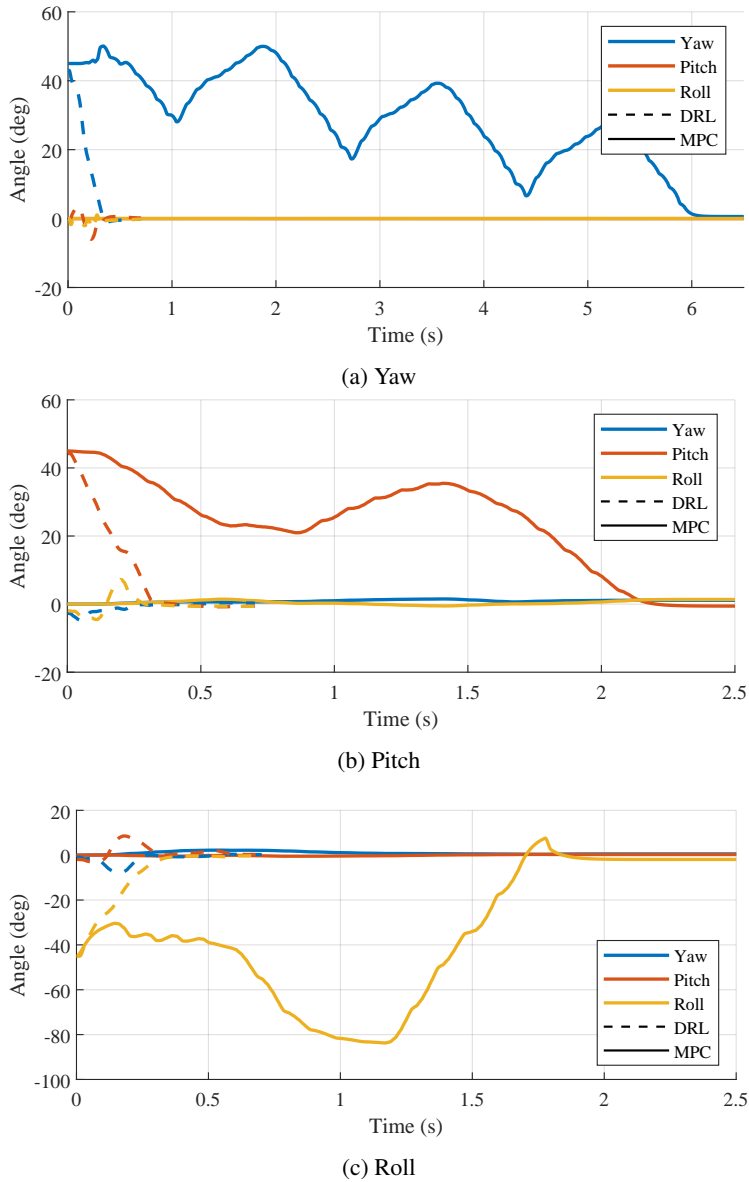 60
40
20
0
-20
Angle (deg)
0 1 2 3 4 5 6
Time (s)
Yaw
Pitch
Roll
DRL
MPC
(a) Yaw
60
40
20
0
-20
Angle (deg)
0 0.5 1 1.5 2 2.5
Time (s)
Yaw
Pitch
Roll
DRL
MPC
(b) Pitch
20
0
-20
-40
-60
-80
-100
Angle (deg)
0 0.5 1 1.5 2 2.5
Time (s)
Yaw
Pitch
Roll
DRL
MPC
(c) Roll